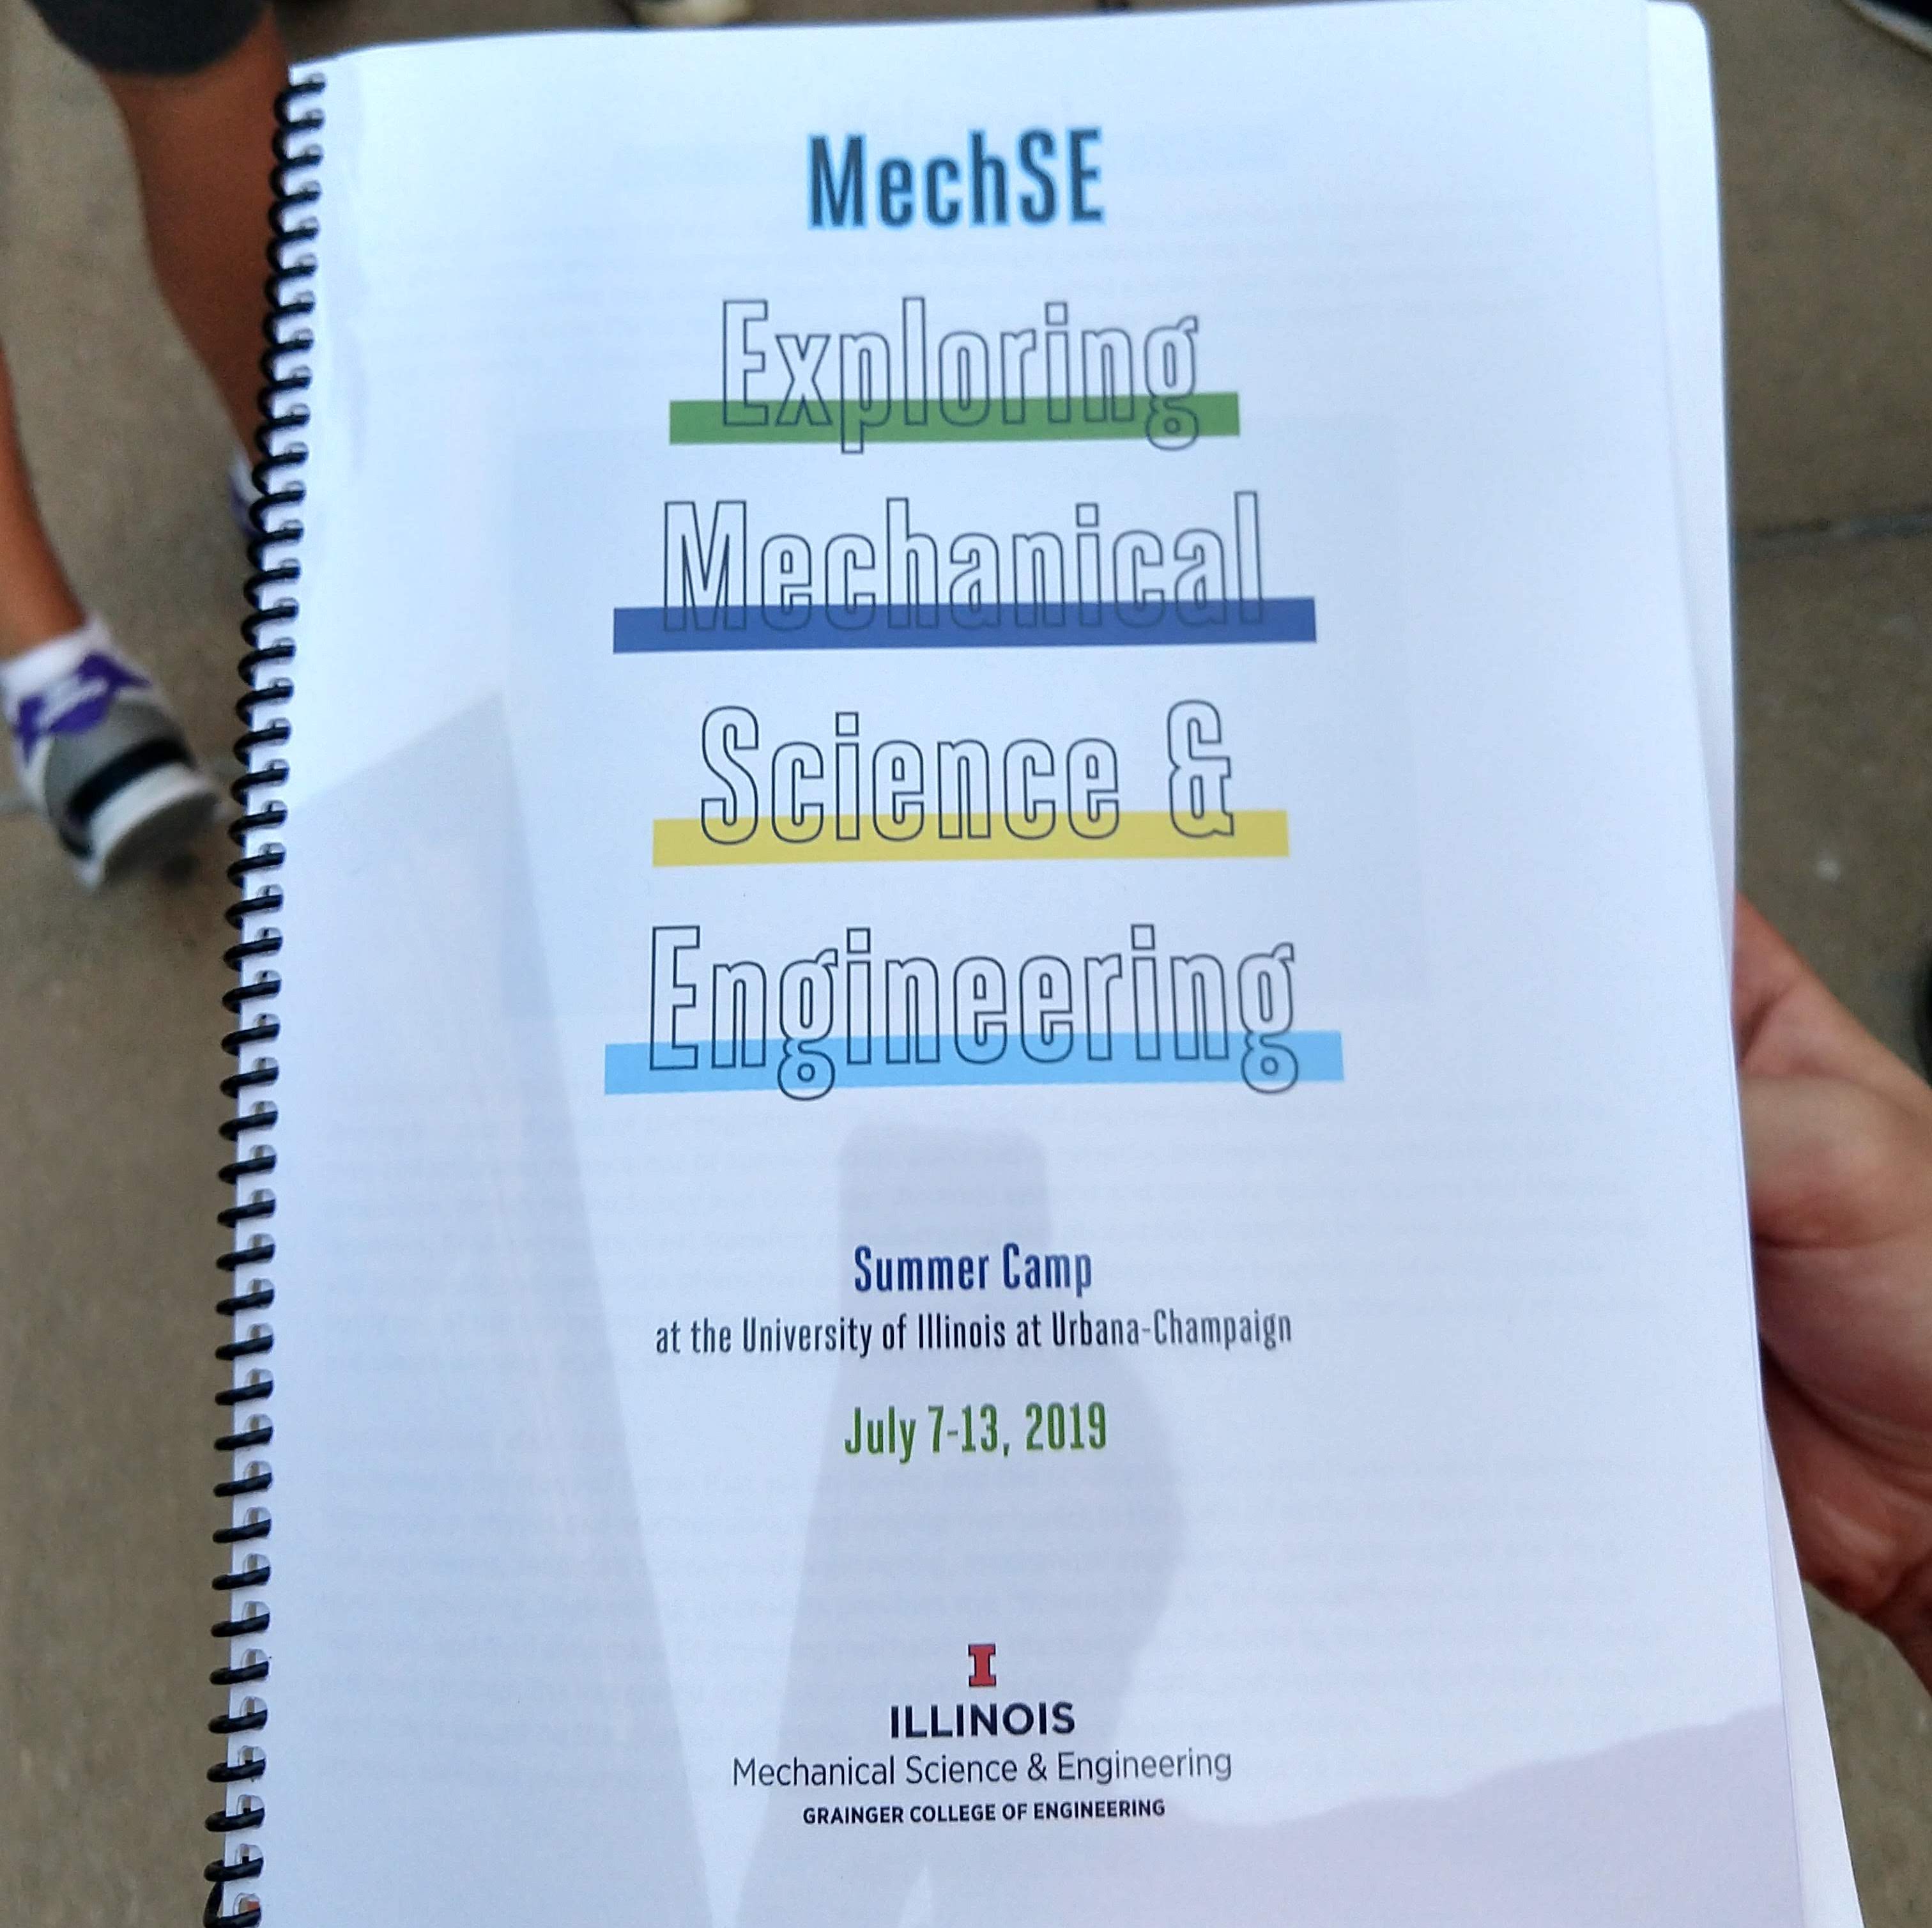 MechSE
Exploring
Mechanical
Science &
Engineering
Summer Camp
at the University of Illinois at Urbana-Champaign
July 7-13, 2019
I
ILLINOIS
Mechanical Science & Engineering
GRAINGER COLLEGE OF ENGINEERING